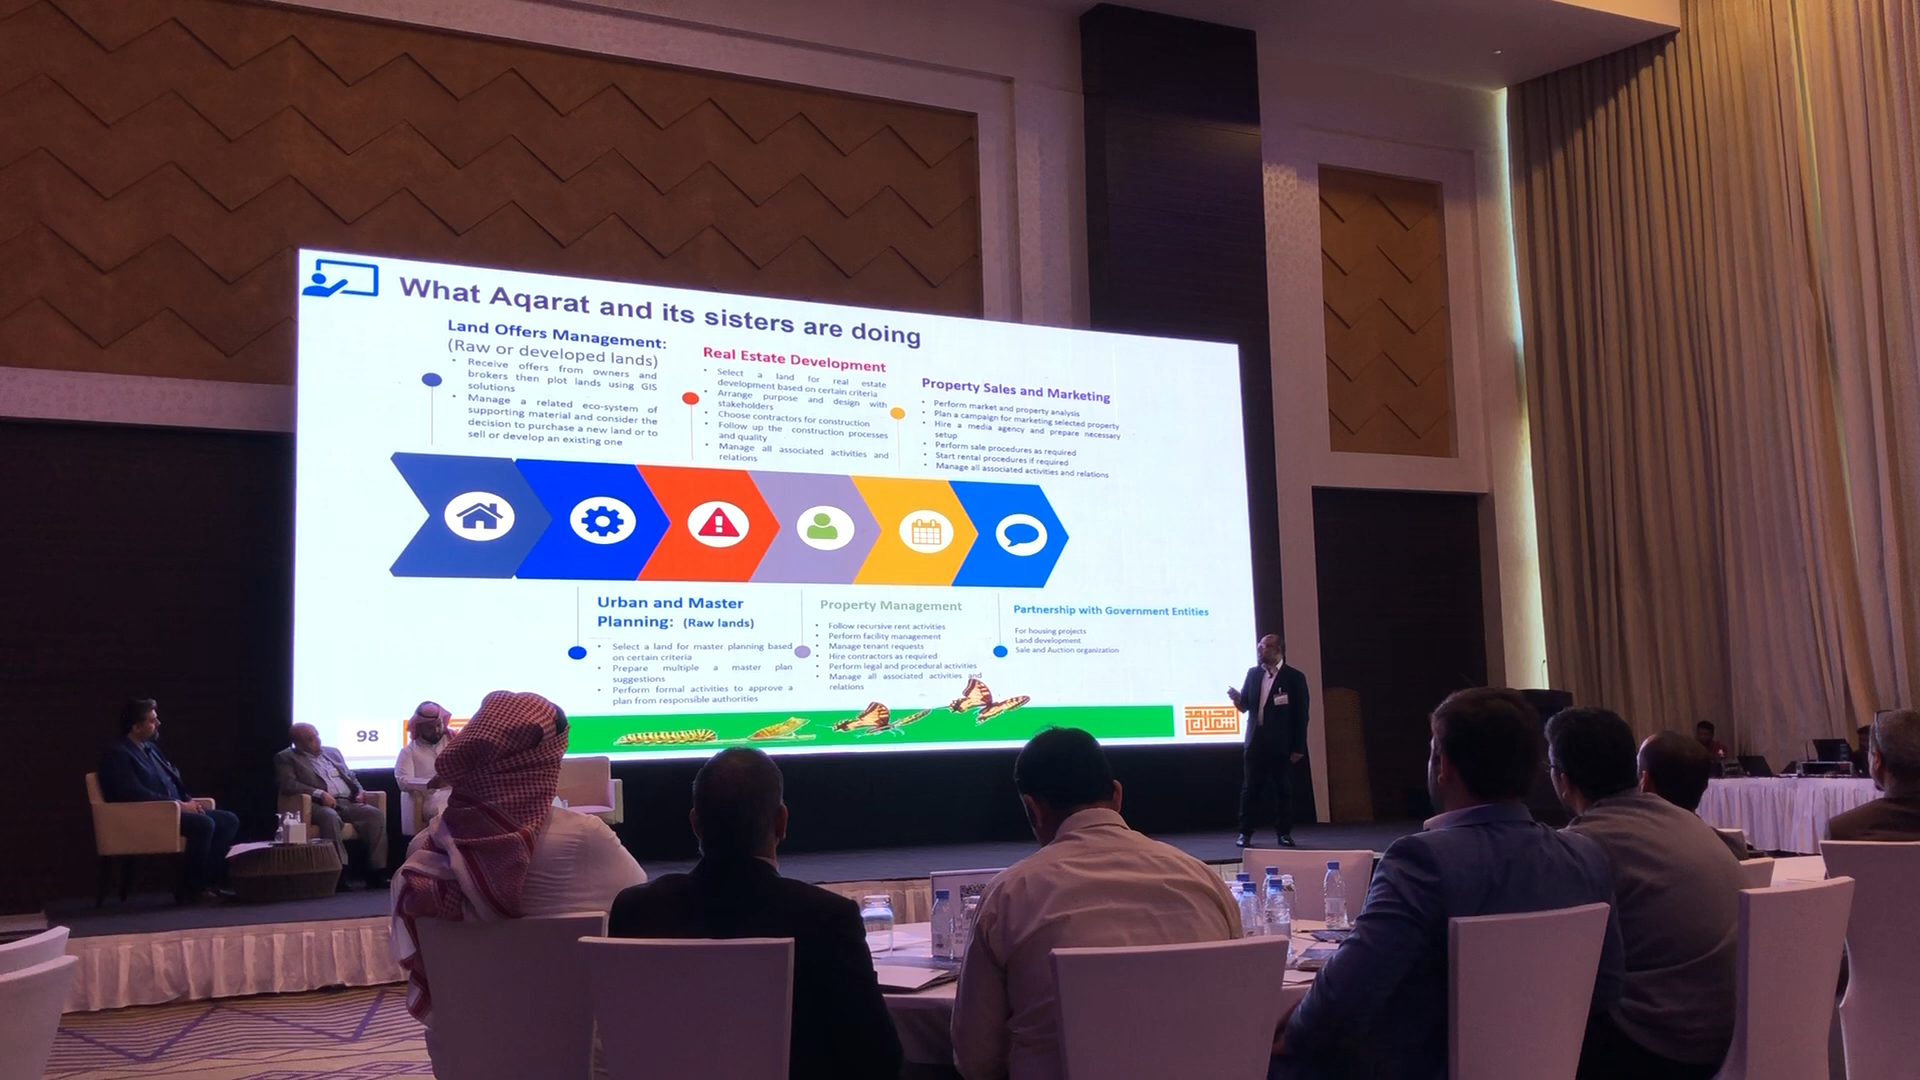 What Aqarat and its sisters are doing
Land Offers Management:
(Raw or developed lands)
• Receive offers from owners and
brokers then plot lands using GIS
solutions
• Manage a related eco-system of
supporting material and consider the
decision to purchase a new land or to
sell or develop an existing one
Real Estate Development
• Select a land for real estate
development based on certain criteria
• Arrange purpose and design with
stakeholders
• Choose contractors for construction
• Follow up the construction processes
and quality
• Manage all associated activities and
relations
Property Sales and Marketing
• Perform market and property analysis
• Plan a campaign for marketing selected property
• Hire a media agency and prepare necessary
setup
• Perform sale procedures as required
• Start rental procedures if required
• Manage all associated activities and relations
Urban and Master
Planning: (Raw lands)
• Select a land for master planning based
on certain criteria
• Prepare multiple a master plan
suggestions
• Perform formal activities to approve a
plan from responsible authorities
Property Management
• Follow recursive rent activities
• Perform facility management
• Manage tenant requests
• Hire contractors as required
• Perform legal and procedural activities
• Manage all associated activities and
relations
Partnership with Government Entities
For housing projects
Land development
Sale and Auction organization
98